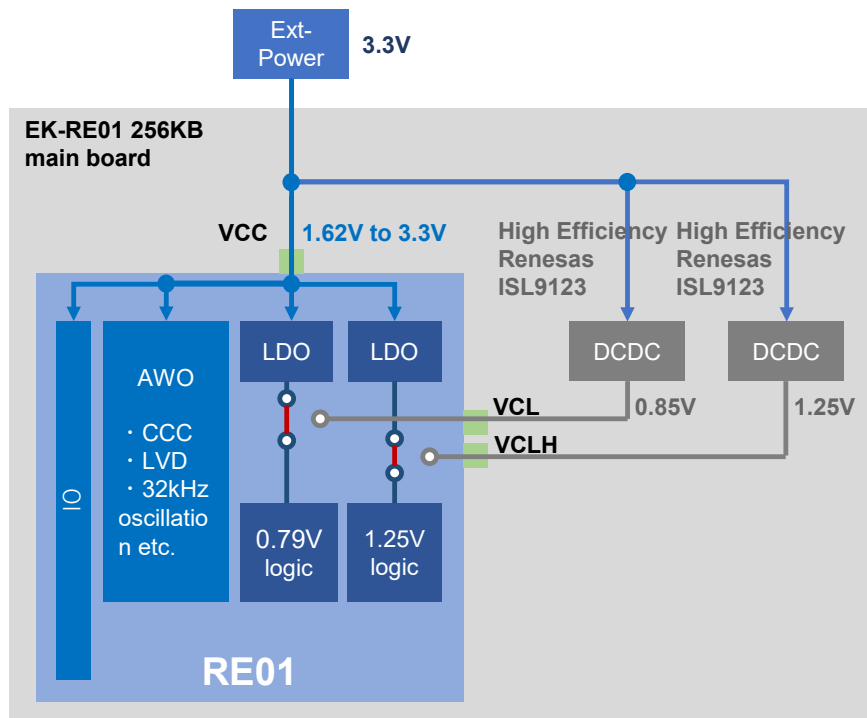 Ext-
Power
3.3V
EK-RE01 256KB
main board
VCC
1.62V to 3.3V
High Efficiency
Renesas
ISL9123
High Efficiency
Renesas
ISL9123
IO
AWO
・CCC
・LVD
・32kHz
oscillatio
n etc.
LDO
LDO
DCDC
DCDC
VCL
0.85V
1.25V
VCLH
0.79V
logic
1.25V
logic
RE01